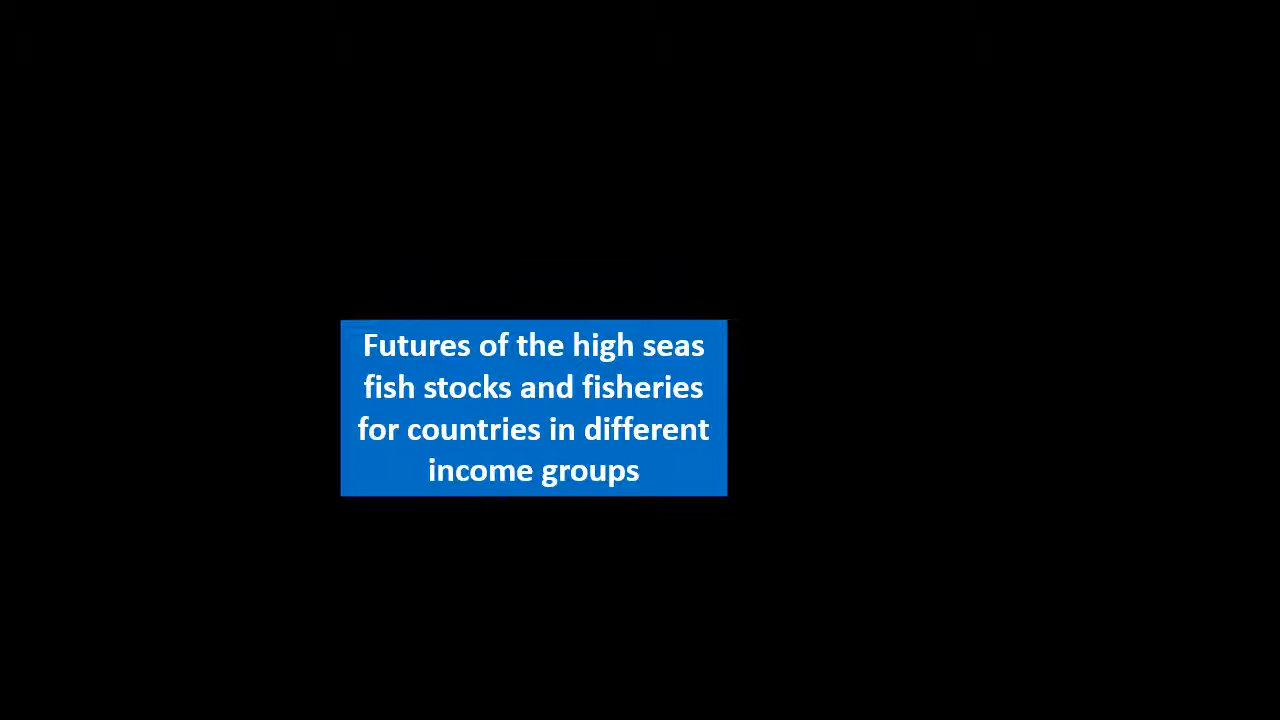 Futures of the high seas
fish stocks and fisheries
for countries in different
income groups